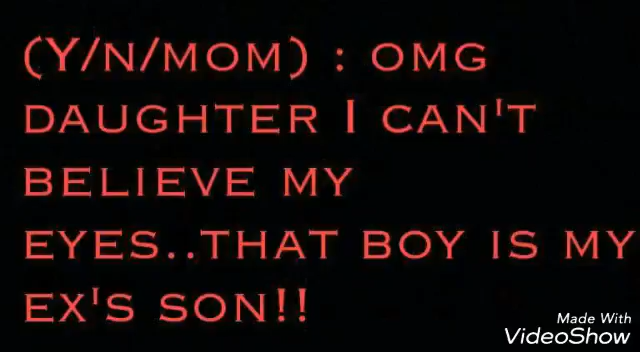 (Y/N/MOM) : OMG
DAUGHTER I CAN'T
BELIEVE MY
EYES..THAT BOY IS MY
EX'S SON!!
Made With
VideoShow